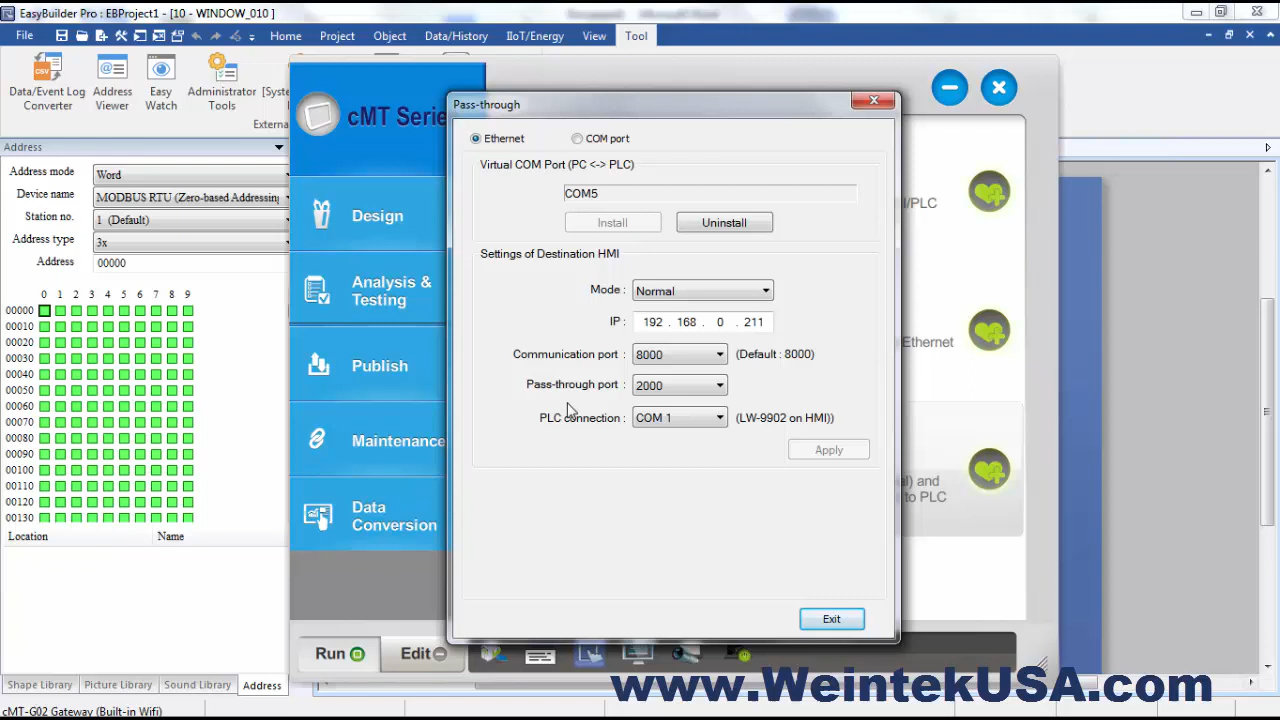 EasyBuilder Pro : EBProject1 - [10 - WINDOW_010 ]
File Home Project Object Data/History IIoT/Energy View Tool
Data/Event Log Converter
Address Viewer
Easy Watch
Administrator Tools
[Syste
Externa
Address
Address mode Word
Device name MODBUS RTU (Zero-based Addressing
Station no. 1 (Default)
Address type 3x
Address 00000
0 1 2 3 4 5 6 7 8 9
00000
00010
00020
00030
00040
00050
00060
00070
00080
00090
00100
00110
00120
00130
Location Name
Shape Library Picture Library Sound Library Address
cMT-G02 Gateway (Built-in Wifi)
cMT Serie
Design
Analysis & Testing
Publish
Maintenance
Data Conversion
Run Edit
I/PLC
Ethernet
al) and
to PLC
Pass-through
Ethernet COM port
Virtual COM Port (PC <-> PLC)
COM5
Install Uninstall
Settings of Destination HMI
Mode : Normal
IP : 192 . 168 . 0 . 211
Communication port : 8000 (Default : 8000)
Pass-through port : 2000
PLC connection : COM 1 (LW-9902 on HMI))
Apply
Exit
www.WeintekUSA.com